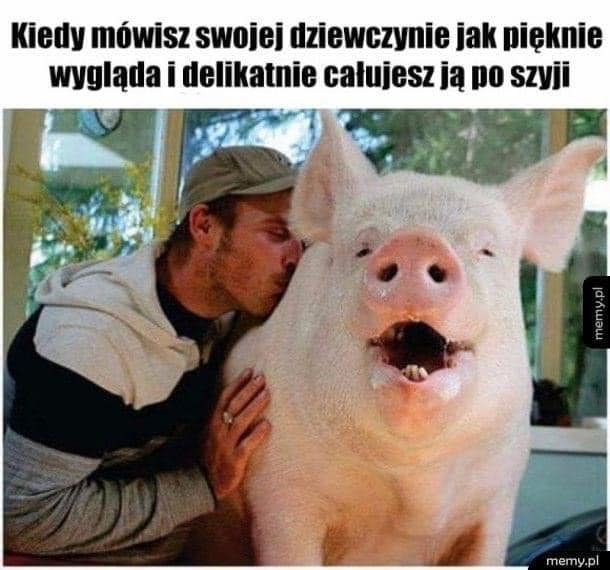 Kiedy mówisz swojej dziewczynie jak pięknie
wygląda i delikatnie całujesz ją po szyji
memy.pl
memy.pl